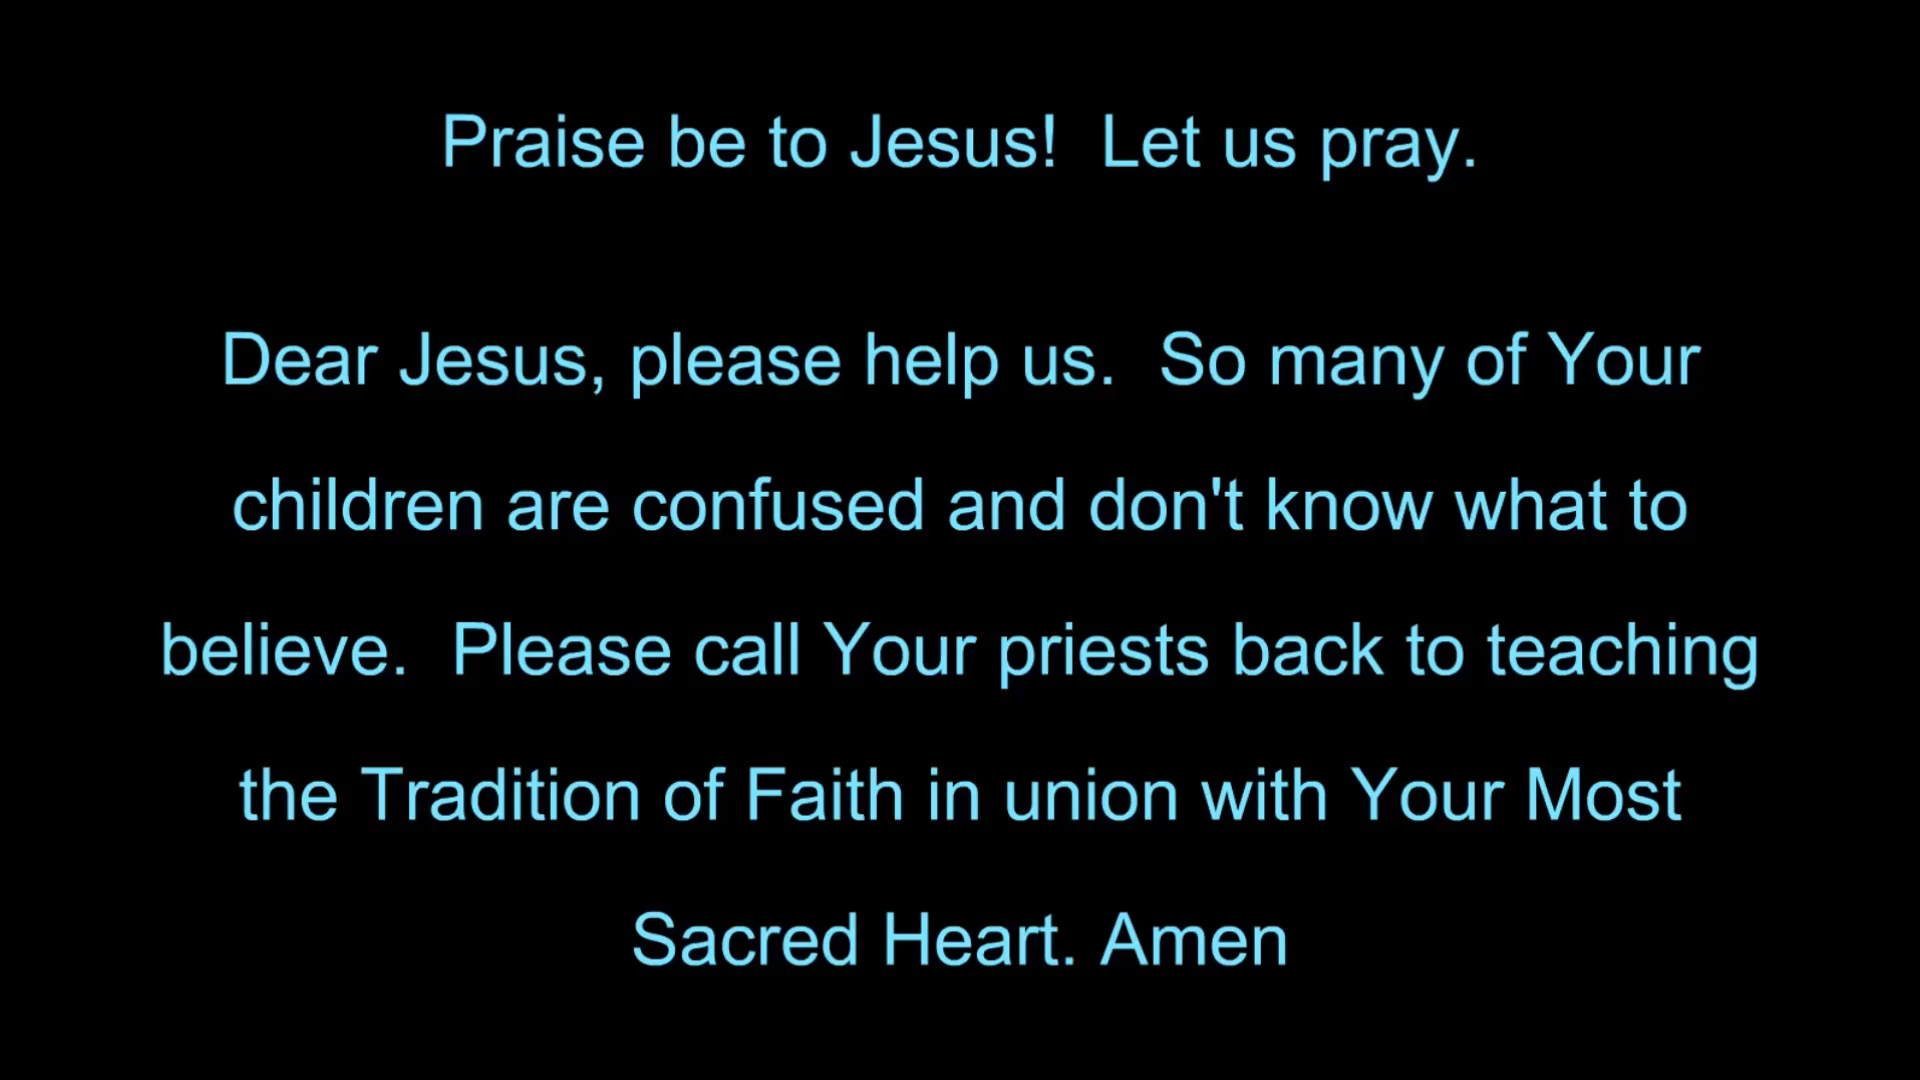 Praise be to Jesus!  Let us pray.
Dear Jesus, please help us.  So many of Your
children are confused and don't know what to
believe.  Please call Your priests back to teaching
the Tradition of Faith in union with Your Most
Sacred Heart. Amen